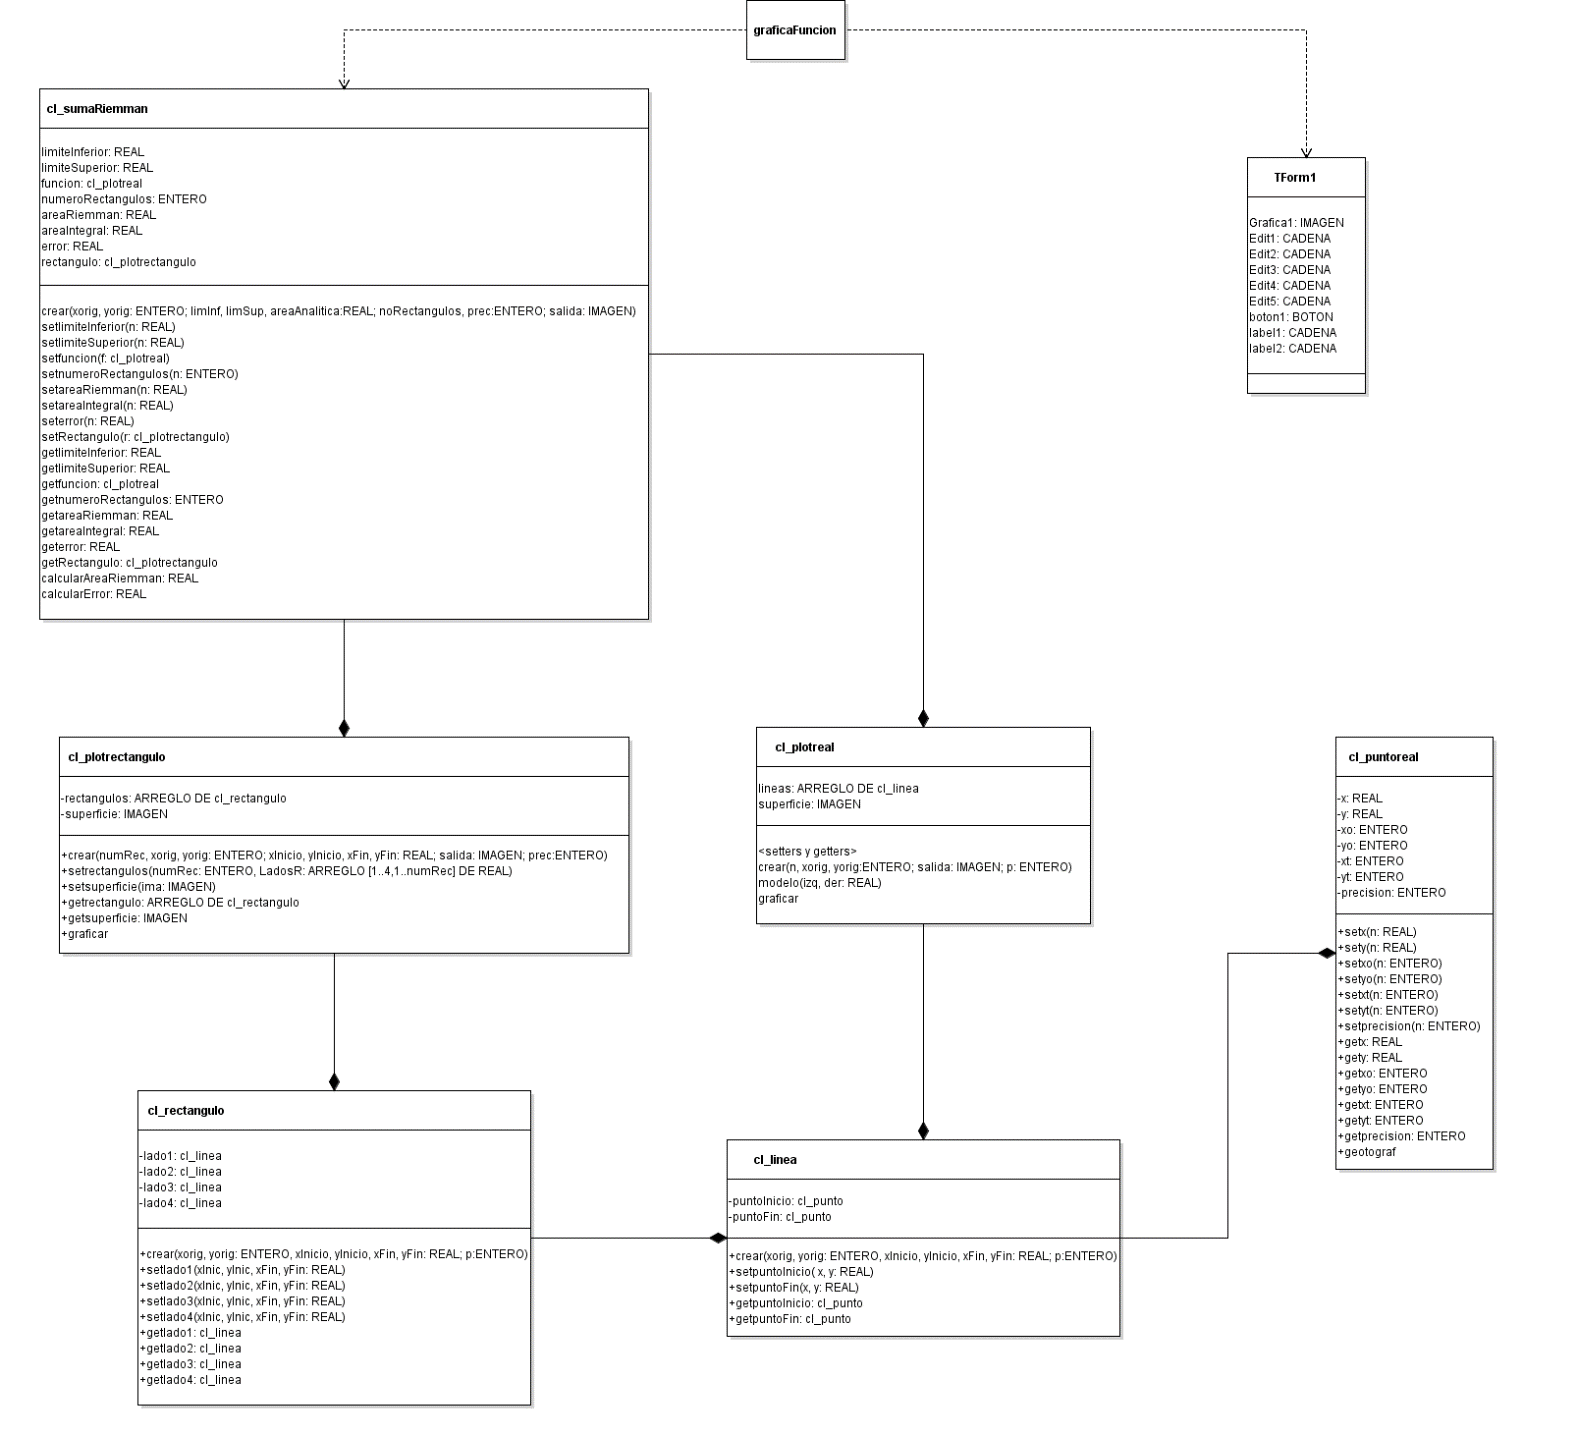 graficaFuncion
cl_sumaRiemman
limiteInferior: REAL
limiteSuperior: REAL
funcion: cl_plotreal
numeroRectangulos: ENTERO
areaRiemman: REAL
areaIntegral: REAL
error: REAL
rectangulo: cl_plotrectangulo
crear(xorig, yorig: ENTERO; limInf, limSup, areaAnalitica:REAL; noRectangulos, prec:ENTERO; salida: IMAGEN)
setlimiteInferior(n: REAL)
setlimiteSuperior(n: REAL)
setfuncion(f: cl_plotreal)
setnumeroRectangulos(n: ENTERO)
setareaRiemman(n: REAL)
setareaIntegral(n: REAL)
seterror(n: REAL)
setRectangulo(r: cl_plotrectangulo)
getlimiteInferior: REAL
getlimiteSuperior: REAL
getfuncion: cl_plotreal
getnumeroRectangulos: ENTERO
getareaRiemman: REAL
getareaIntegral: REAL
geterror: REAL
getRectangulo: cl_plotrectangulo
calcularAreaRiemman: REAL
calcularError: REAL
TForm1
Grafica1: IMAGEN
Edit1: CADENA
Edit2: CADENA
Edit3: CADENA
Edit4: CADENA
Edit5: CADENA
boton1: BOTON
label1: CADENA
label2: CADENA
cl_plotrectangulo
-rectangulos: ARREGLO DE cl_rectangulo
-superficie: IMAGEN
+crear(numRec, xorig, yorig: ENTERO; xInicio, yInicio, xFin, yFin: REAL; salida: IMAGEN; prec:ENTERO)
+setrectangulos(numRec: ENTERO, LadosR: ARREGLO [1..4,1..numRec] DE REAL)
+setsuperficie(ima: IMAGEN)
+getrectangulo: ARREGLO DE cl_rectangulo
+getsuperficie: IMAGEN
+graficar
cl_plotreal
lineas: ARREGLO DE cl_linea
superficie: IMAGEN
<setters y getters>
crear(n, xorig, yorig:ENTERO; salida: IMAGEN; p: ENTERO)
modelo(izq, der: REAL)
graficar
cl_puntoreal
-x: REAL
-y: REAL
-xo: ENTERO
-yo: ENTERO
-xt: ENTERO
-yt: ENTERO
-precision: ENTERO
+setx(n: REAL)
+sety(n: REAL)
+setxo(n: ENTERO)
+setyo(n: ENTERO)
+setxt(n: ENTERO)
+setyt(n: ENTERO)
+setprecision(n: ENTERO)
+getx: REAL
+gety: REAL
+getxo: ENTERO
+getyo: ENTERO
+getxt: ENTERO
+getyt: ENTERO
+getprecision: ENTERO
+geotograf
cl_rectangulo
-lado1: cl_linea
-lado2: cl_linea
-lado3: cl_linea
-lado4: cl_linea
+crear(xorig, yorig: ENTERO, xInicio, yInicio, xFin, yFin: REAL; p:ENTERO)
+setlado1(xInic, yInic, xFin, yFin: REAL)
+setlado2(xInic, yInic, xFin, yFin: REAL)
+setlado3(xInic, yInic, xFin, yFin: REAL)
+setlado4(xInic, yInic, xFin, yFin: REAL)
+getlado1: cl_linea
+getlado2: cl_linea
+getlado3: cl_linea
+getlado4: cl_linea
cl_linea
-puntoInicio: cl_punto
-puntoFin: cl_punto
+crear(xorig, yorig: ENTERO, xInicio, yInicio, xFin, yFin: REAL; p:ENTERO)
+setpuntoInicio( x, y: REAL)
+setpuntoFin(x, y: REAL)
+getpuntoInicio: cl_punto
+getpuntoFin: cl_punto